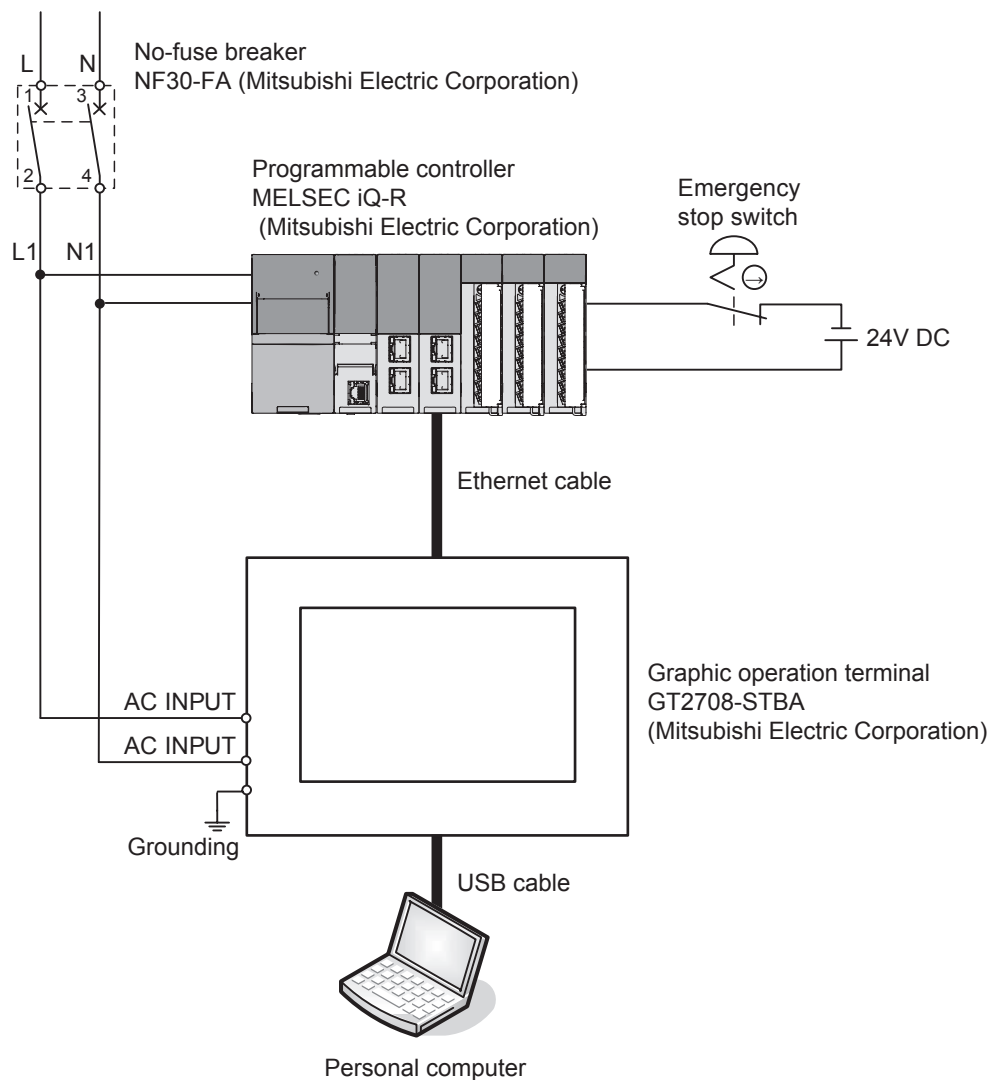 No-fuse breaker
L N
NF30-FA (Mitsubishi Electric Corporation)
1 3
2 4
Programmable controller
MELSEC iQ-R
(Mitsubishi Electric Corporation)
Emergency
stop switch
L1 N1
24V DC
Ethernet cable
Graphic operation terminal
GT2708-STBA
(Mitsubishi Electric Corporation)
AC INPUT
AC INPUT
Grounding
USB cable
Personal computer